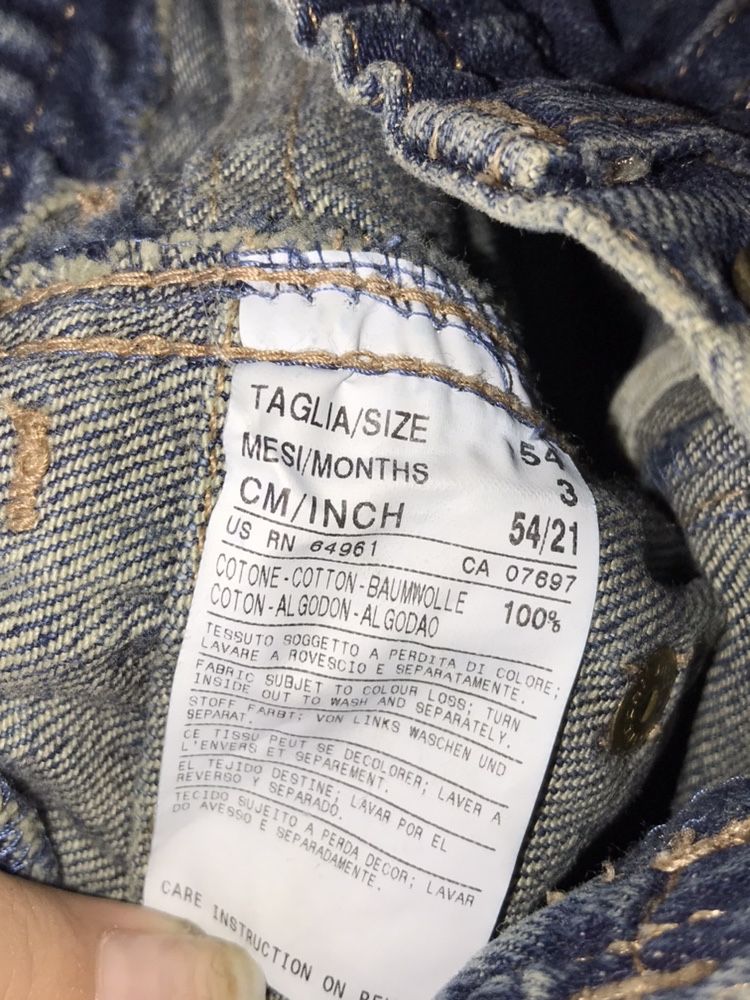 TAGLIA/SIZE 54
MESI/MONTHS 3
CM/INCH 54/21
US RN 64961 CA 07697
COTONE-COTTON-BAUMWOLLE
COTON-ALGODON-ALGODAO 100%
TESSUTO SOGGETTO A PERDITA DI COLORE;
LAVARE A ROVESCIO E SEPARATAMENTE.
FABRIC SUBJET TO COLOUR LOSS; TURN
INSIDE OUT TO WASH AND SEPARATELY.
STOFF FARBT; VON LINKS WASCHEN UND
SEPARAT.
CE TISSU PEUT SE DECOLORER; LAVER A
L'ENVERS ET SEPAREMENT.
EL TEJIDO DESTINE; LAVAR POR EL
REVERSO Y SEPARADO.
TECIDO SUJEITO A PERDA DECOR; LAVAR
DO AVESSO E SEPARADAMENTE.
CARE INSTRUCTION ON